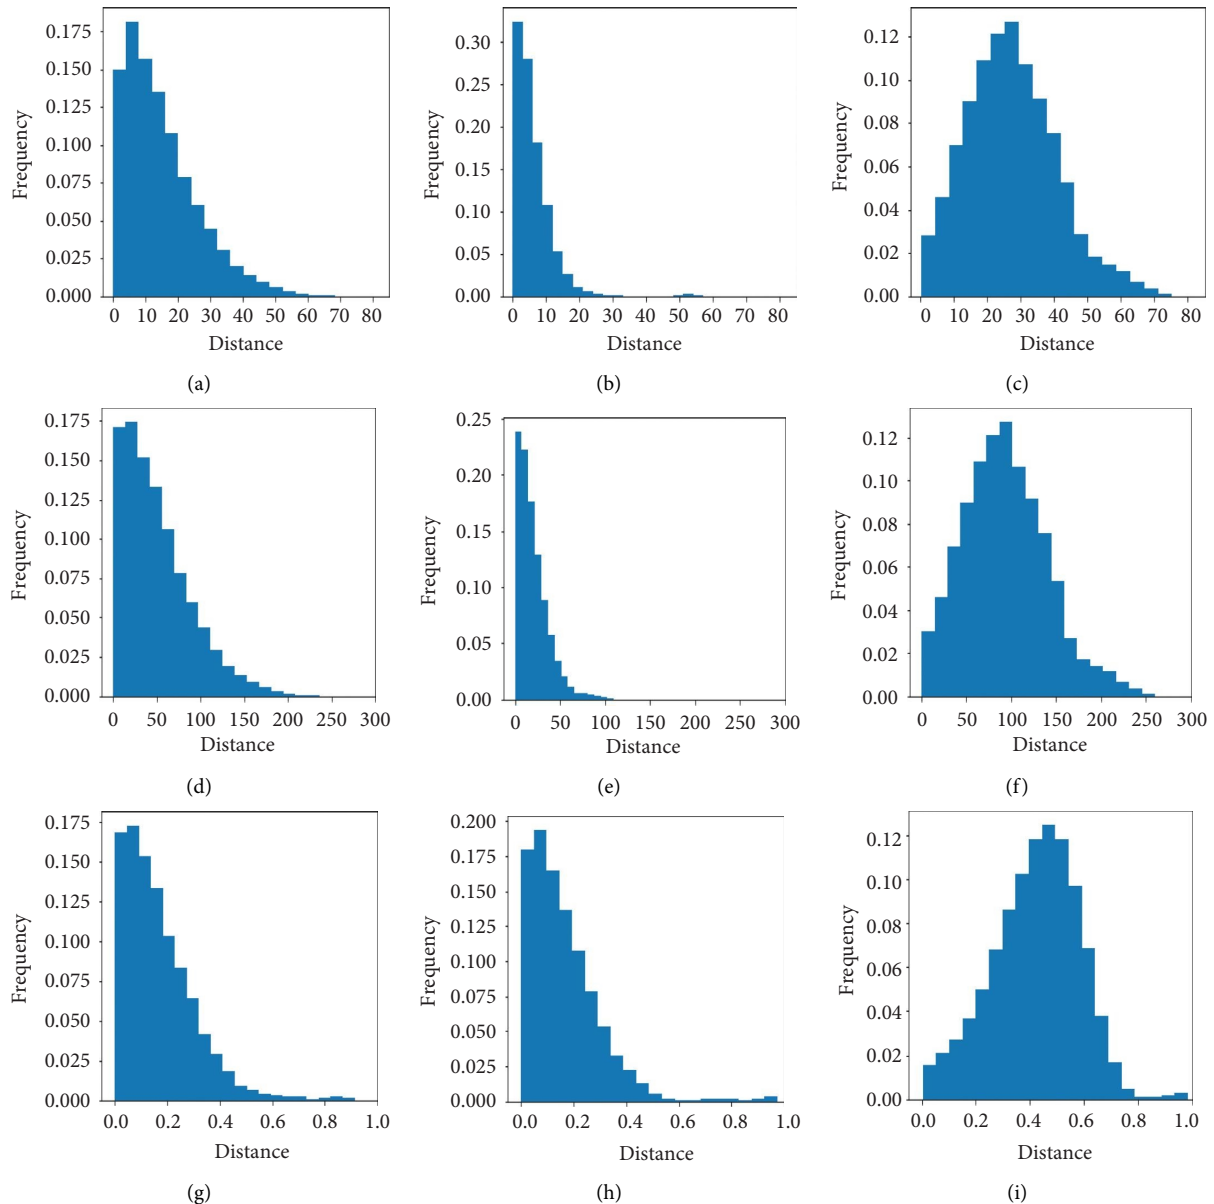 0.175
0.150
0.125
0.100
0.075
0.050
0.025
0.000
Frequency
0 10 20 30 40 50 60 70 80
Distance
(a)
0.30
0.25
0.20
0.15
0.10
0.05
0.00
Frequency
0 10 20 30 40 50 60 70 80
Distance
(b)
0.12
0.10
0.08
0.06
0.04
0.02
0.00
Frequency
0 10 20 30 40 50 60 70 80
Distance
(c)
0.175
0.150
0.125
0.100
0.075
0.050
0.025
0.000
Frequency
0 50 100 150 200 250 300
Distance
(d)
0.25
0.20
0.15
0.10
0.05
0.00
Frequency
0 50 100 150 200 250 300
Distance
(e)
0.12
0.10
0.08
0.06
0.04
0.02
0.00
Frequency
0 50 100 150 200 250 300
Distance
(f)
0.175
0.150
0.125
0.100
0.075
0.050
0.025
0.000
Frequency
0.0 0.2 0.4 0.6 0.8 1.0
Distance
(g)
0.200
0.175
0.150
0.125
0.100
0.075
0.050
0.025
0.000
Frequency
0.0 0.2 0.4 0.6 0.8 1.0
Distance
(h)
0.12
0.10
0.08
0.06
0.04
0.02
0.00
Frequency
0.0 0.2 0.4 0.6 0.8 1.0
Distance
(i)